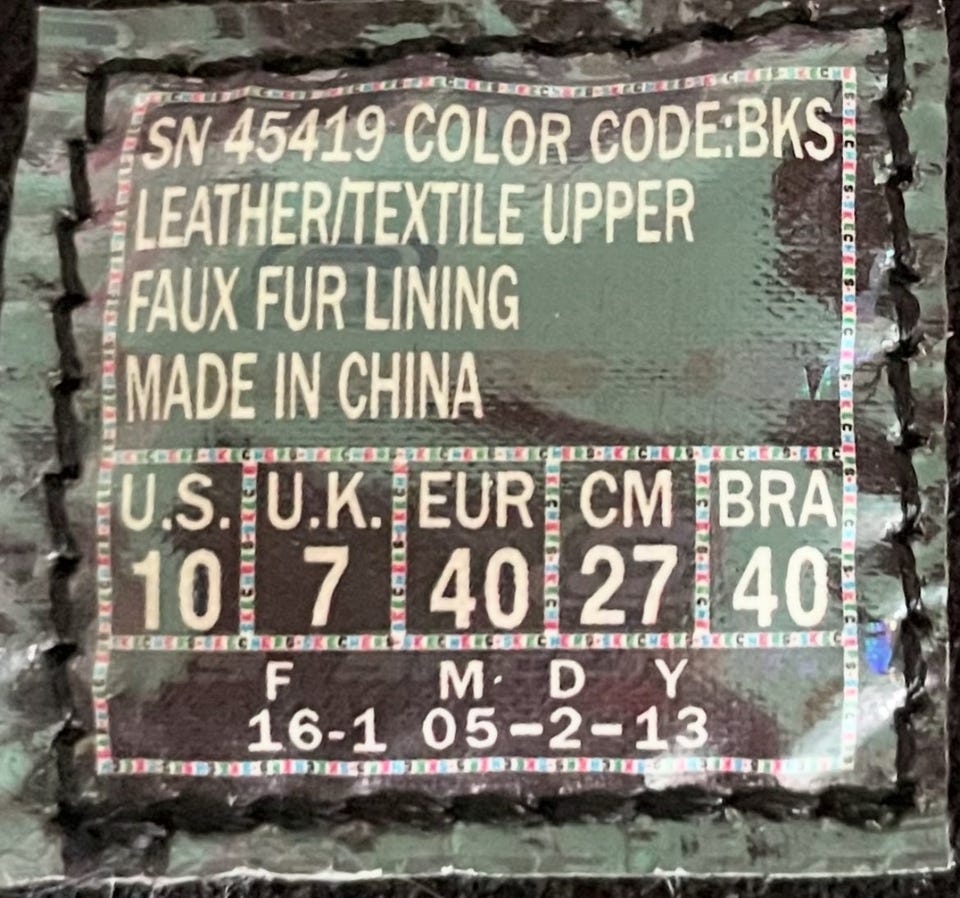 SN 45419 COLOR CODE:BKS
LEATHER/TEXTILE UPPER
FAUX FUR LINING
MADE IN CHINA
U.S. U.K. EUR CM BRA
10 7 40 27 40
F M· D Y
16-1 05-2-13